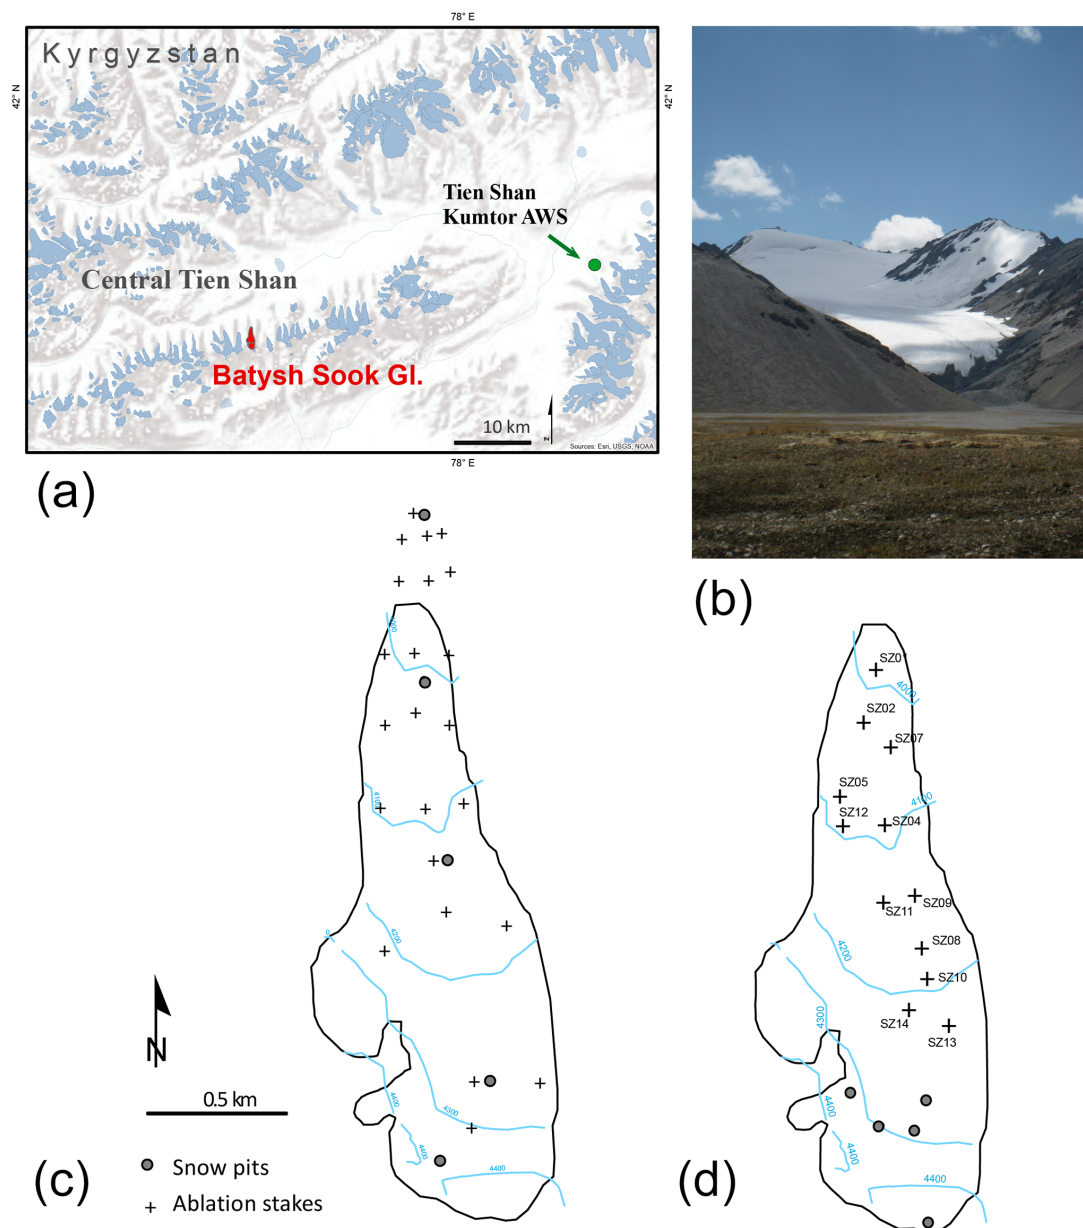 78° E
Kyrgyzstan
42° N
42° N
Tien Shan
Kumtor AWS
Central Tien Shan
Batysh Sook Gl.
10 km
N
Sources: Esri, USGS, NOAA
78° E
(a)
(b)
4100
4200
4300
4400
4400
4400
N
0.5 km
Snow pits
Ablation stakes
(c)
SZ01
4000
SZ02
SZ07
SZ05
4100
SZ12
SZ04
SZ09
SZ11
SZ08
4200
SZ10
SZ14
4300
SZ13
4400
4400
4400
(d)